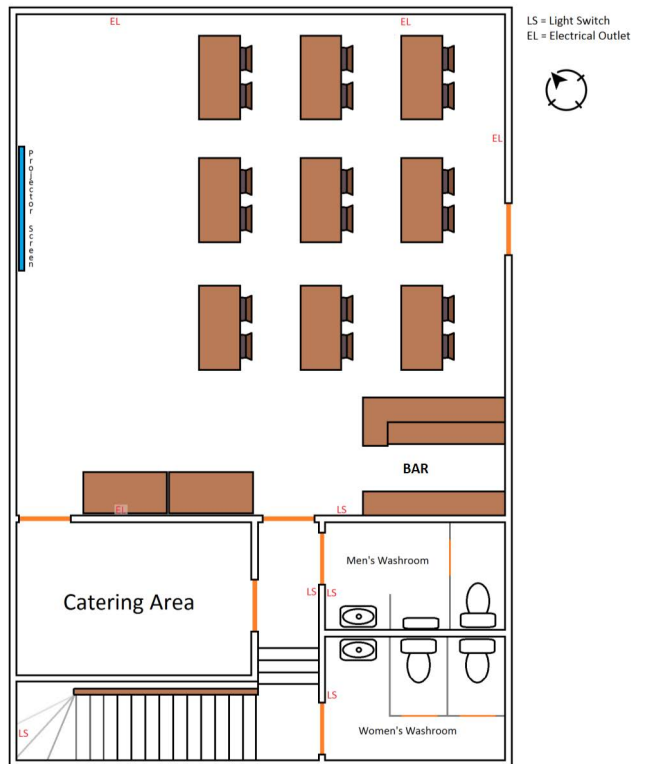 EL
EL
LS = Light Switch
EL = Electrical Outlet
EL
Projector Screen
BAR
EL
LS
Men's Washroom
Catering Area
LS
LS
LS
Women's Washroom
LS